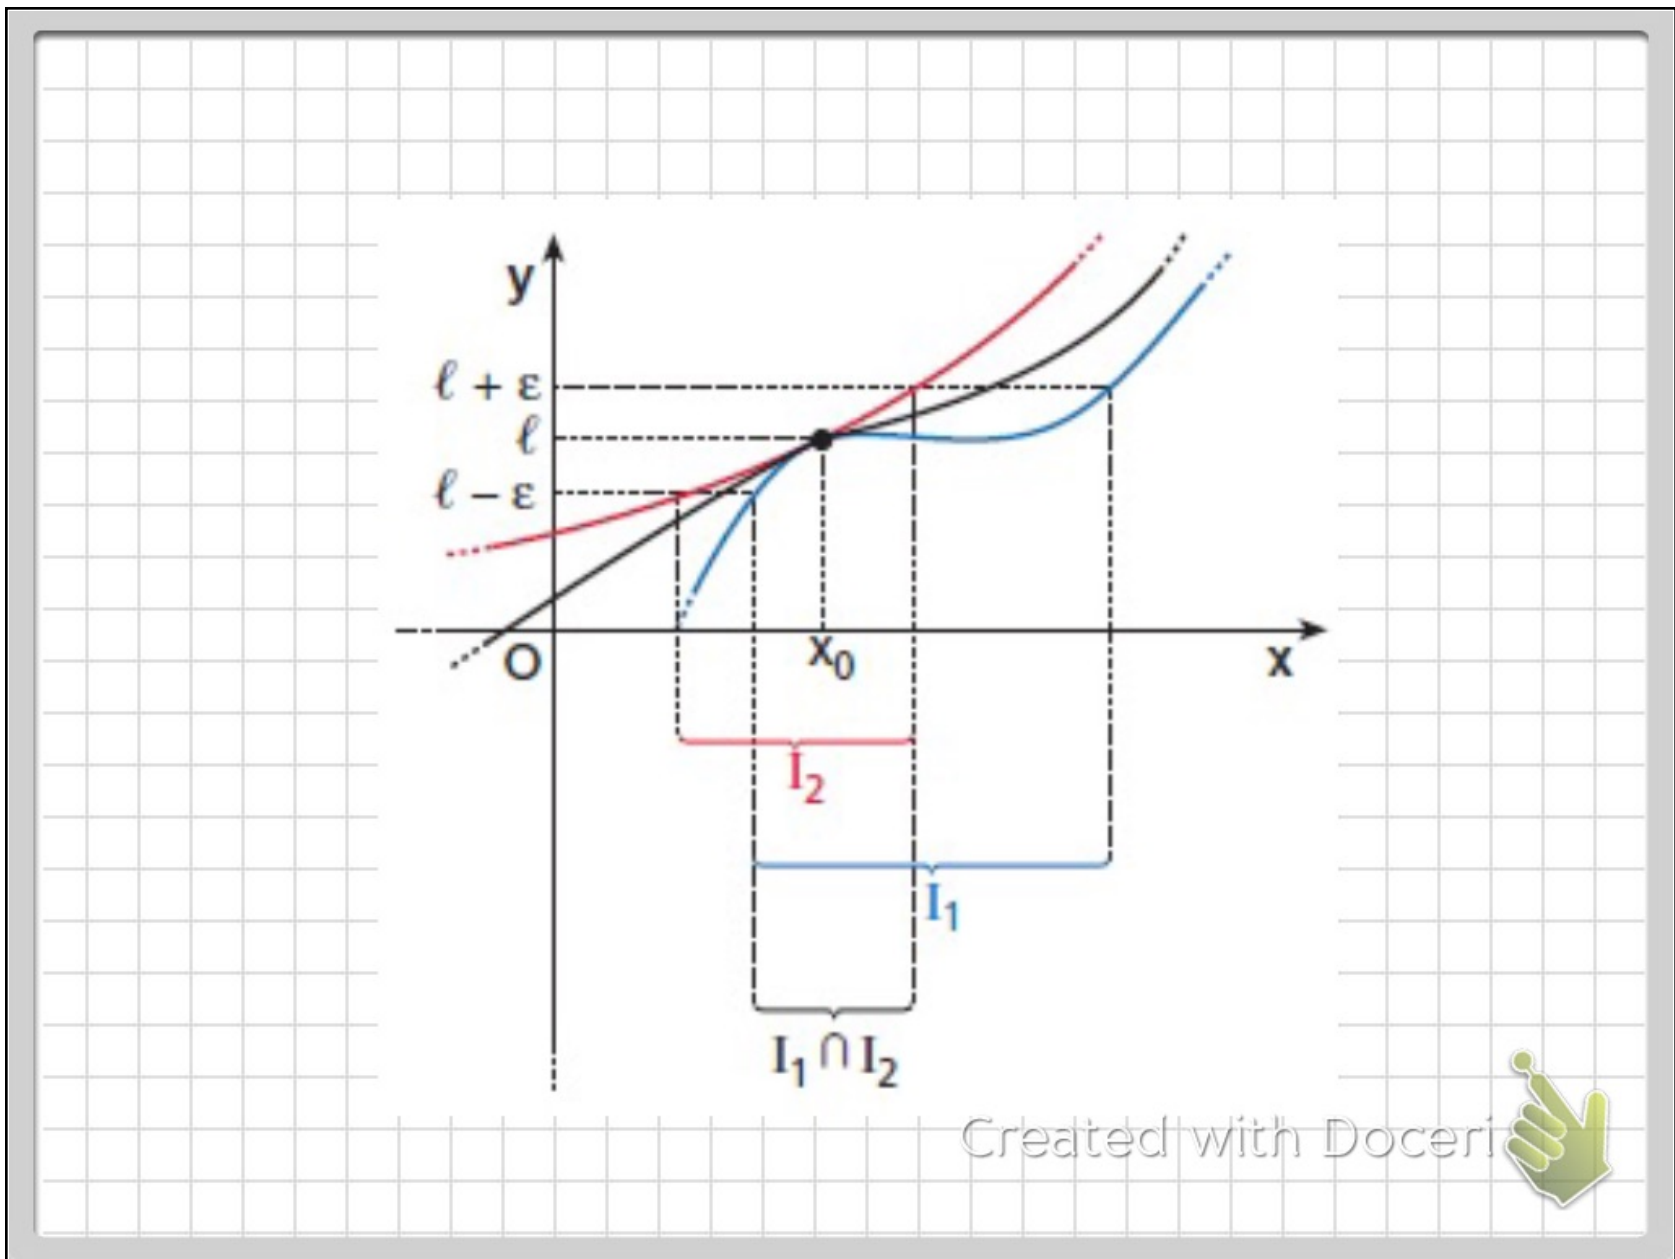 y
ℓ + ε
ℓ
ℓ – ε
O
x₀
x
I₂
I₁
I₁ ∩ I₂
Created with Doceri